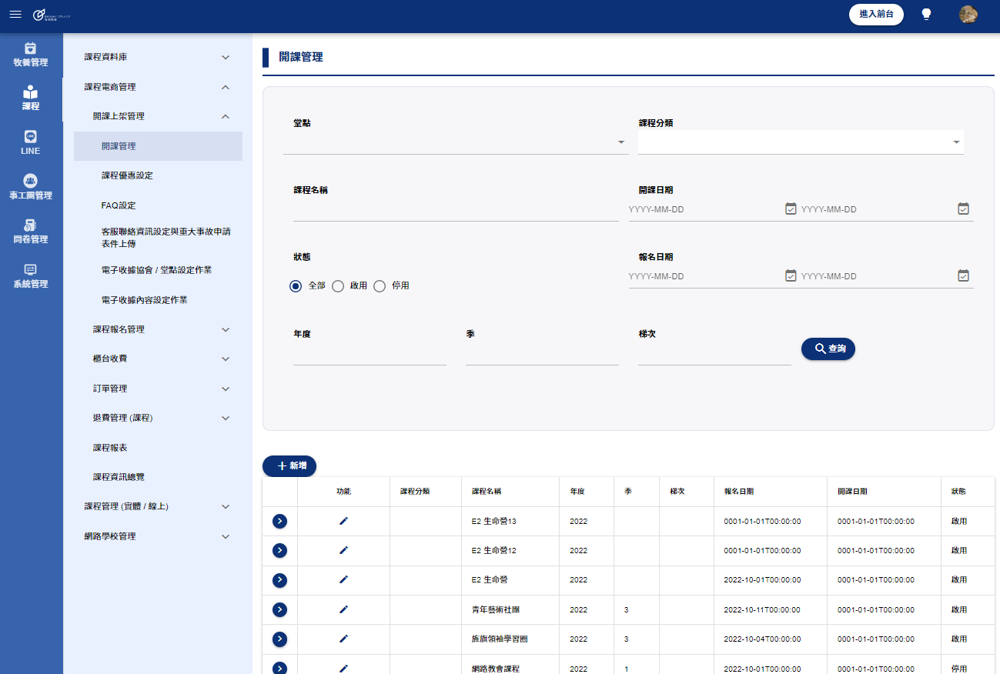 進入前台
牧養管理
課程
LINE
事工團管理
問卷管理
系統管理
課程資料庫
課程電商管理
開課上架管理
開課管理
課程優惠設定
FAQ設定
客服聯絡資訊設定與重大事故申請
表件上傳
電子收據協會 / 堂點設定作業
電子收據內容設定作業
課程報名管理
櫃台收費
訂單管理
退費管理 (課程)
課程報表
課程資訊總覽
課程管理 (實體 / 線上)
網路學校管理
開課管理
堂點 課程分類
課程名稱 開課日期
YYYY-MM-DD YYYY-MM-DD
狀態 報名日期
YYYY-MM-DD YYYY-MM-DD
全部 啟用 停用
年度 季 梯次
查詢
新增
功能 課程分類 課程名稱 年度 季 梯次 報名日期 開課日期 狀態
E2 生命營13 2022 0001-01-01T00:00:00 0001-01-01T00:00:00 啟用
E2 生命營12 2022 0001-01-01T00:00:00 0001-01-01T00:00:00 啟用
E2 生命營 2022 2022-10-01T00:00:00 0001-01-01T00:00:00 啟用
青年藝術社團 2022 3 2022-10-11T00:00:00 0001-01-01T00:00:00 啟用
旌旗領袖學習圈 2022 3 2022-10-04T00:00:00 0001-01-01T00:00:00 啟用
網路教會課程 2022 1 2022-10-01T00:00:00 0001-01-01T00:00:00 停用